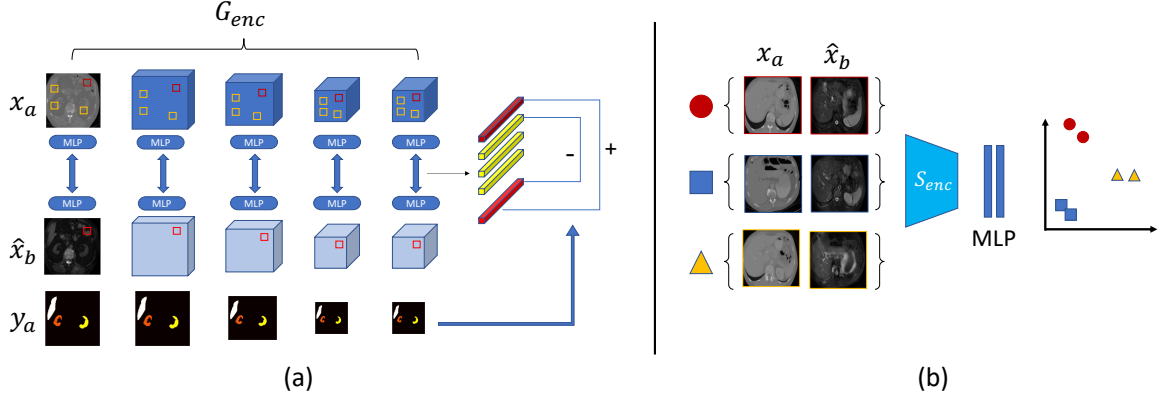 G_enc
x_a
MLP MLP MLP MLP MLP
MLP MLP MLP MLP MLP
- +
x̂_b
y_a
(a)
x_a x̂_b
S_enc
MLP
(b)